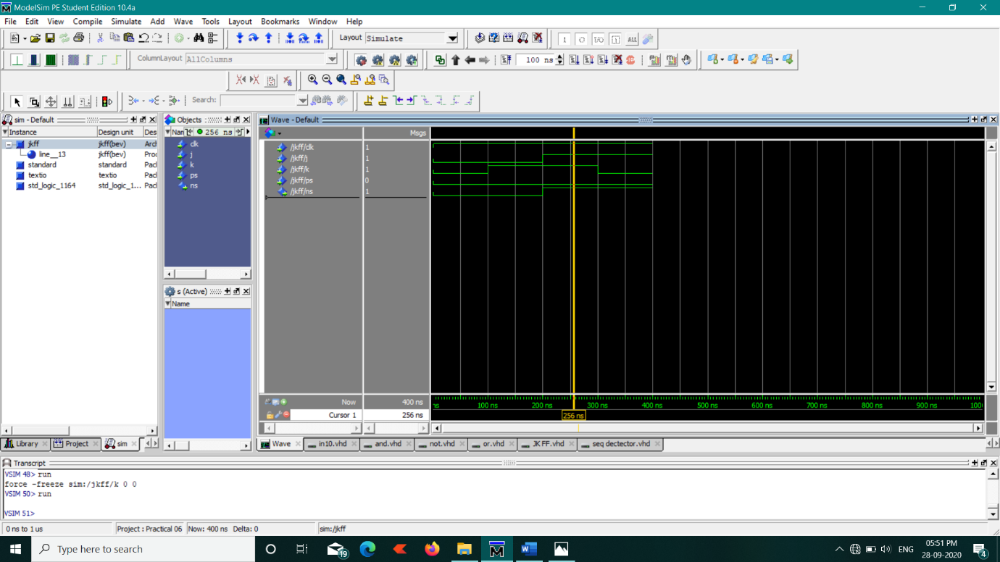 ModelSim PE Student Edition 10.4a
File Edit View Compile Simulate Add Wave Tools Layout Bookmarks Window Help
Layout Simulate
ColumnLayout AllColumns
100 ns
Search:
sim - Default
Instance Design unit Des
jkff jkff(bev) Arch
line__13 jkff(bev) Proc
standard standard Pack
textio textio Pack
std_logic_1164 std_logic_1... Pack
Objects
256 ns
clk
j
k
ps
ns
s (Active)
Name
Wave - Default
Msgs
/jkff/clk 1
/jkff/j 1
/jkff/k 1
/jkff/ps 0
/jkff/ns 1
Now 400 ns
Cursor 1 256 ns
ns 100 ns 200 ns 300 ns 400 ns 500 ns 600 ns 700 ns 800 ns 900 ns 1000
256 ns
Library Project sim
Wave in10.vhd and.vhd not.vhd or.vhd JK FF.vhd seq dectector.vhd
Transcript
VSIM 48> run
force -freeze sim:/jkff/k 0 0
VSIM 50> run
VSIM 51>
0 ns to 1 us Project : Practical 06 Now: 400 ns Delta: 0 sim:/jkff
Type here to search
19
ENG
05:51 PM
28-09-2020
4